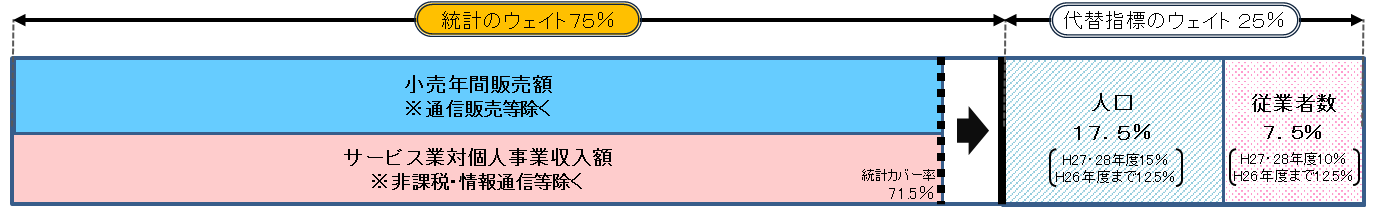 統計のウェイト75%
代替指標のウェイト 25%
小売年間販売額
※通信販売等除く
サービス業対個人事業収入額
※非課税・情報通信等除く
統計カバー率
71.5%
人口
17.5%
H27・28年度15%
H26年度まで12.5%
従業者数
7.5%
H27・28年度10%
H26年度まで12.5%